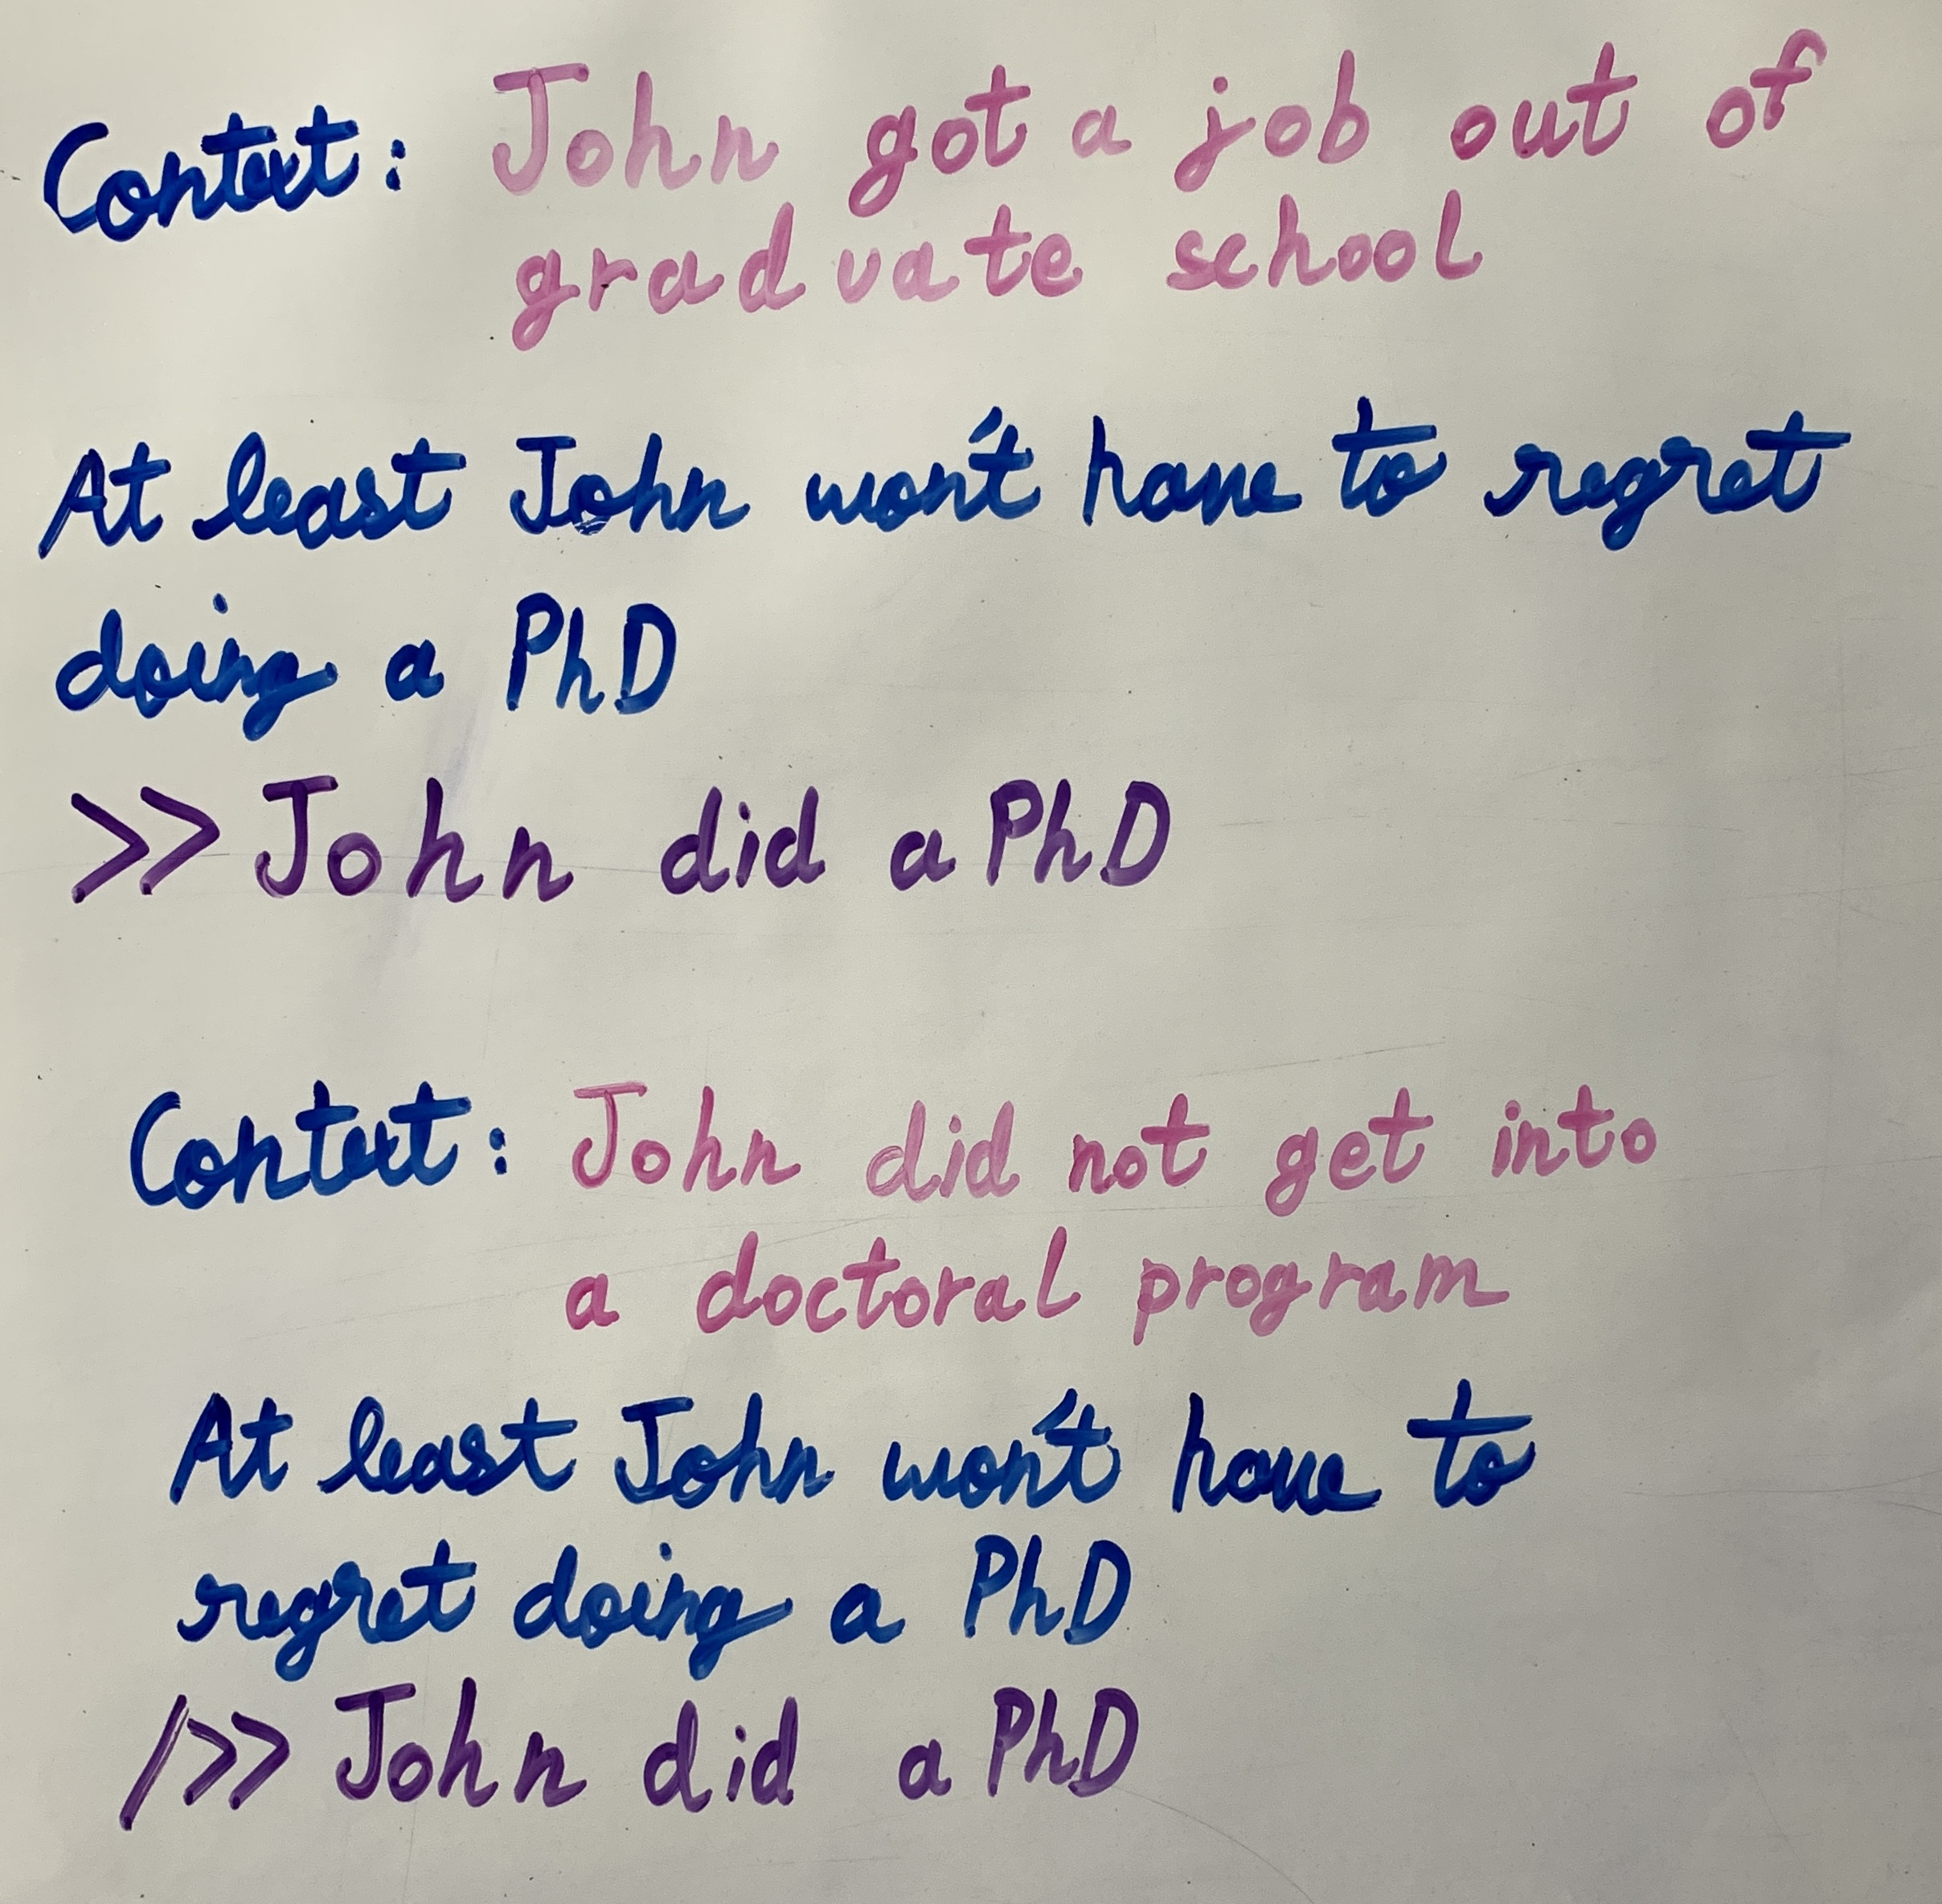 Context: John got a job out of
graduate school
At least John won't have to regret
doing a PhD
>> John did a PhD
Context: John did not get into
a doctoral program
At least John won't have to
regret doing a PhD
/>> John did a PhD